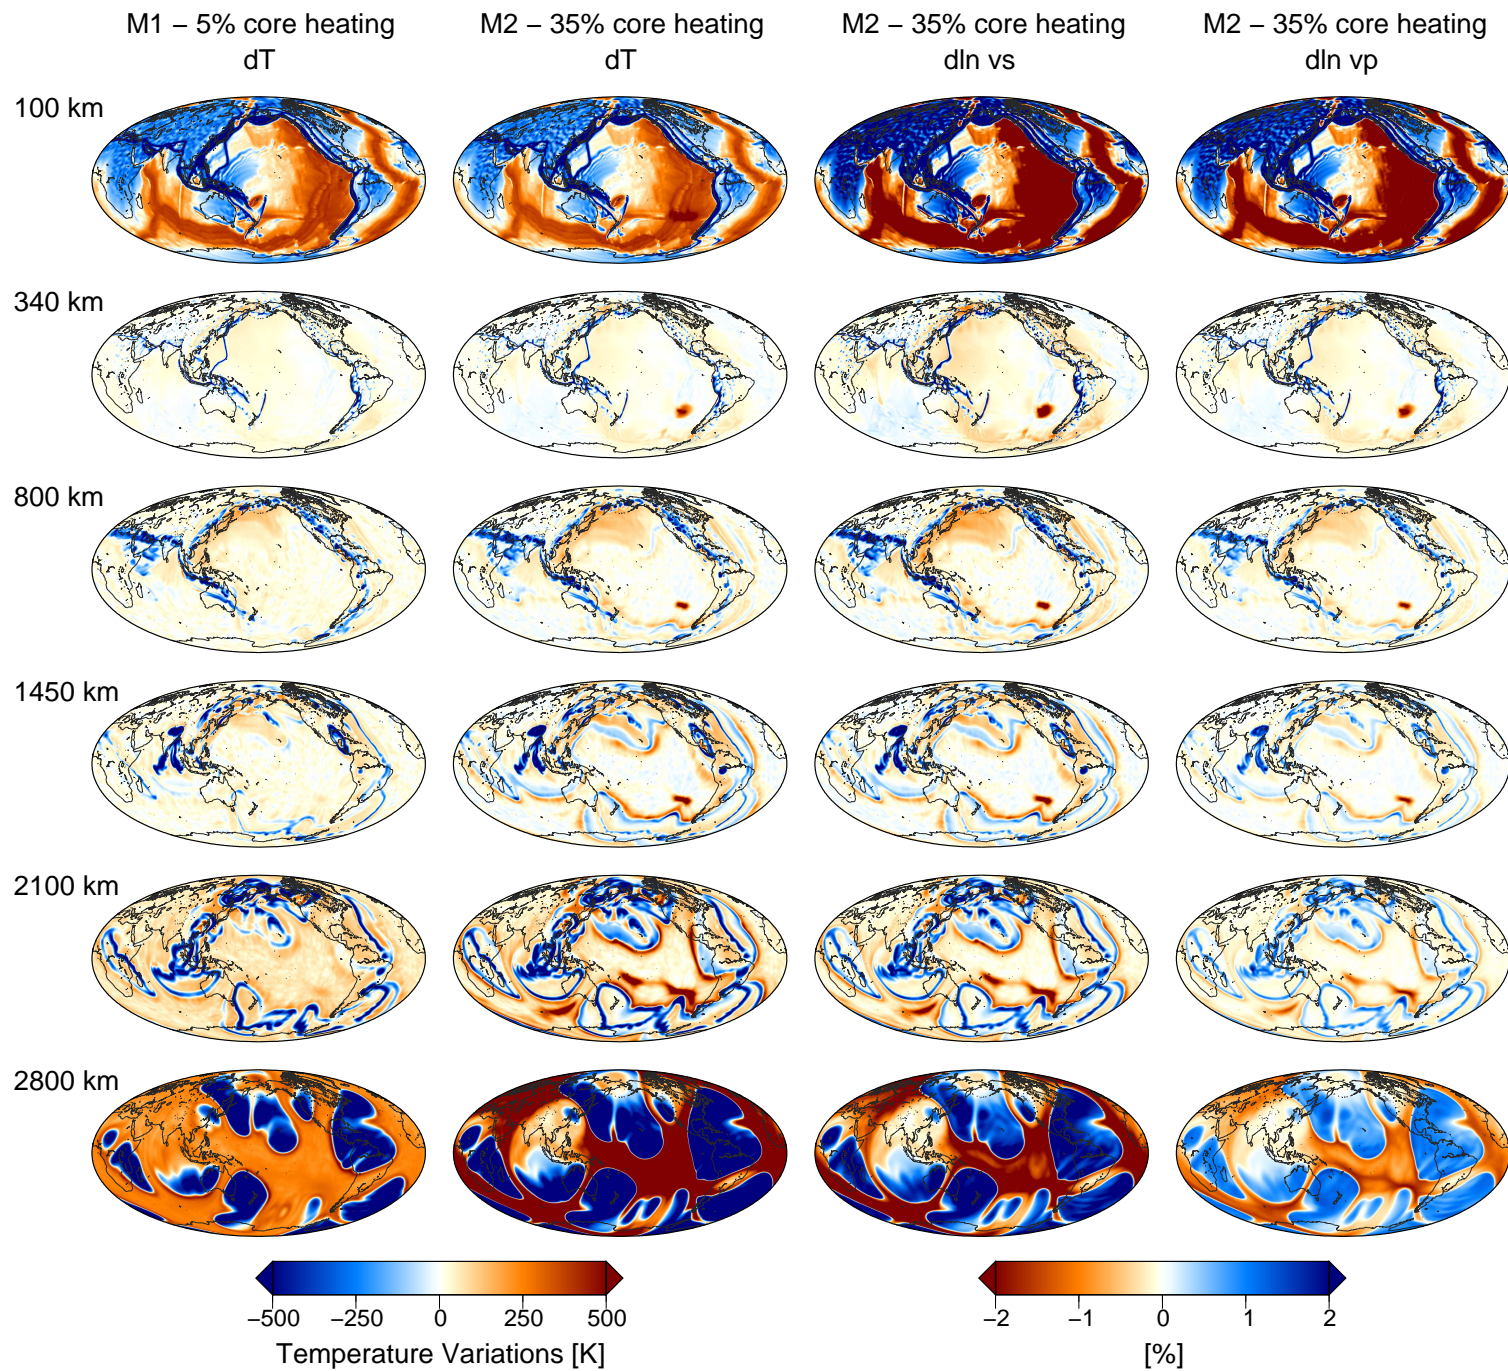 M1 – 5% core heating
dT
M2 – 35% core heating
dT
M2 – 35% core heating
dln vs
M2 – 35% core heating
dln vp
100 km
340 km
800 km
1450 km
2100 km
2800 km
−500 −250 0 250 500
Temperature Variations [K]
−2 −1 0 1 2
[%]